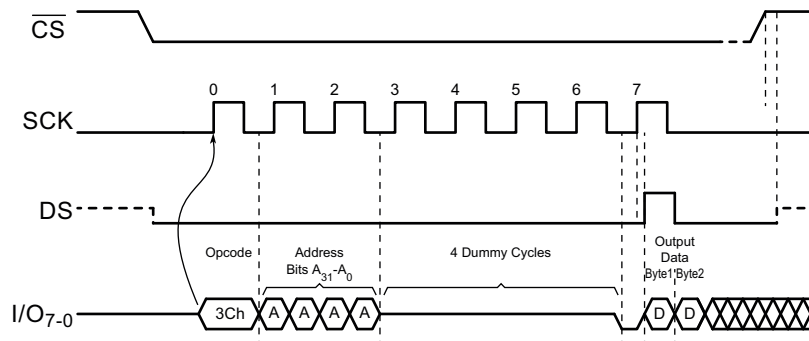 CS
0 1 2 3 4 5 6 7
SCK
DS
Opcode Address 4 Dummy Cycles Output
Bits A31-A0 Data
Byte1 Byte2
I/O7-0 3Ch A A A A D D